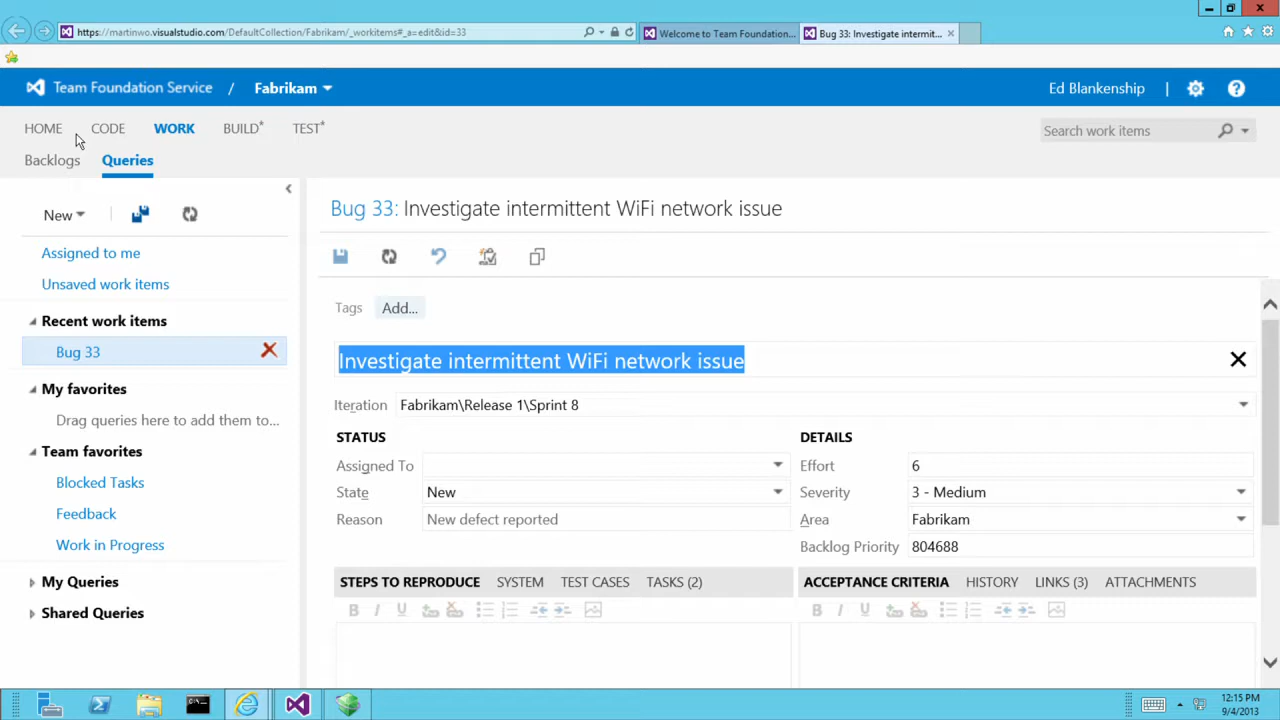 https://martinwo.visualstudio.com/DefaultCollection/Fabrikam/_workitems#_a=edit&id=33
Welcome to Team Foundation...
Bug 33: Investigate intermitt...
Team Foundation Service / Fabrikam
Ed Blankenship
HOME CODE WORK BUILD* TEST*
Search work items
Backlogs Queries
New
Bug 33: Investigate intermittent WiFi network issue
Assigned to me
Unsaved work items
Recent work items
Bug 33
My favorites
Drag queries here to add them to...
Team favorites
Blocked Tasks
Feedback
Work in Progress
My Queries
Shared Queries
Tags Add...
Investigate intermittent WiFi network issue
Iteration Fabrikam\Release 1\Sprint 8
STATUS
Assigned To
State New
Reason New defect reported
DETAILS
Effort 6
Severity 3 - Medium
Area Fabrikam
Backlog Priority 804688
STEPS TO REPRODUCE SYSTEM TEST CASES TASKS (2)
B I U
ACCEPTANCE CRITERIA HISTORY LINKS (3) ATTACHMENTS
B I U
12:15 PM
9/4/2013